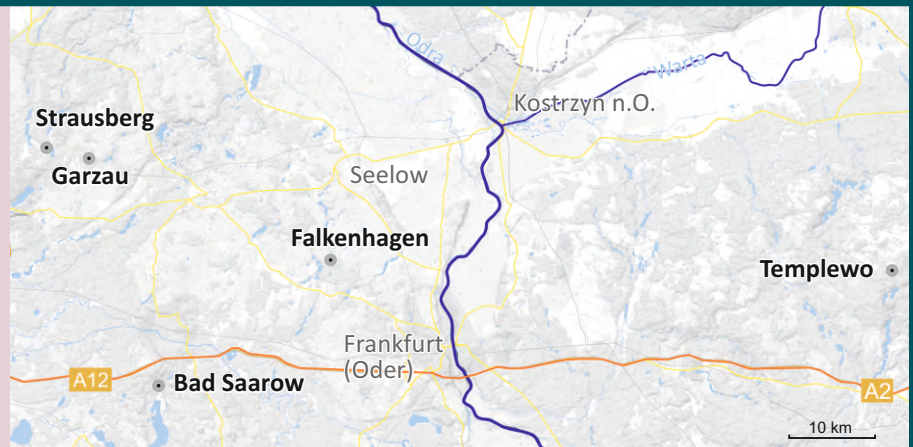 Odra
Warta
Kostrzyn n.O.
Strausberg
Garzau
Seelow
Falkenhagen
Templewo
Frankfurt
(Oder)
A12
Bad Saarow
A2
10 km